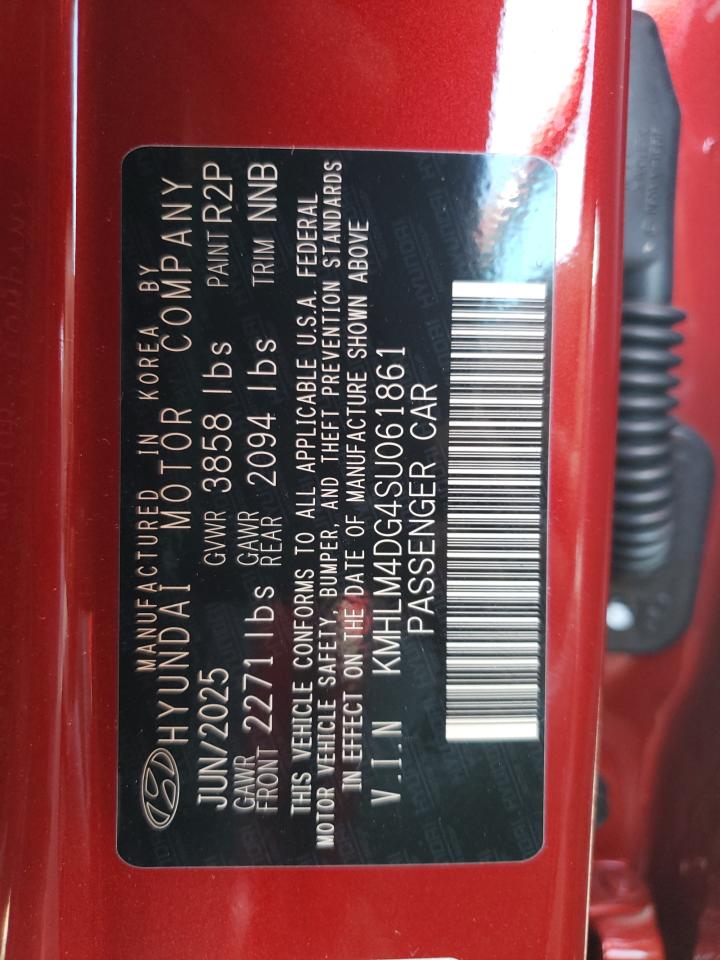 MANUFACTURED IN KOREA BY
HYUNDAI MOTOR COMPANY
JUN/2025 GVWR 3858 lbs PAINT R2P
GAWR FRONT 2271 lbs GAWR REAR 2094 lbs TRIM NNB
THIS VEHICLE CONFORMS TO ALL APPLICABLE U.S.A. FEDERAL
MOTOR VEHICLE SAFETY, BUMPER, AND THEFT PREVENTION STANDARDS
IN EFFECT ON THE DATE OF MANUFACTURE SHOWN ABOVE
V.I.N KMHLM4DG4SU061861
PASSENGER CAR